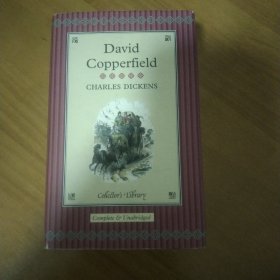 David
Copperfield
CHARLES DICKENS
Collector's Library
Complete & Unabridged